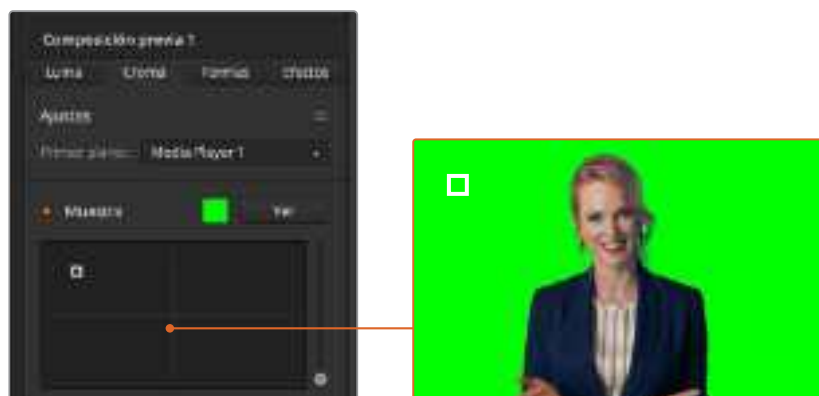 Composición previa 1
Luma Croma Formas Efectos
Ajustes
Primer plano: Media Player 1
Muestra Ver